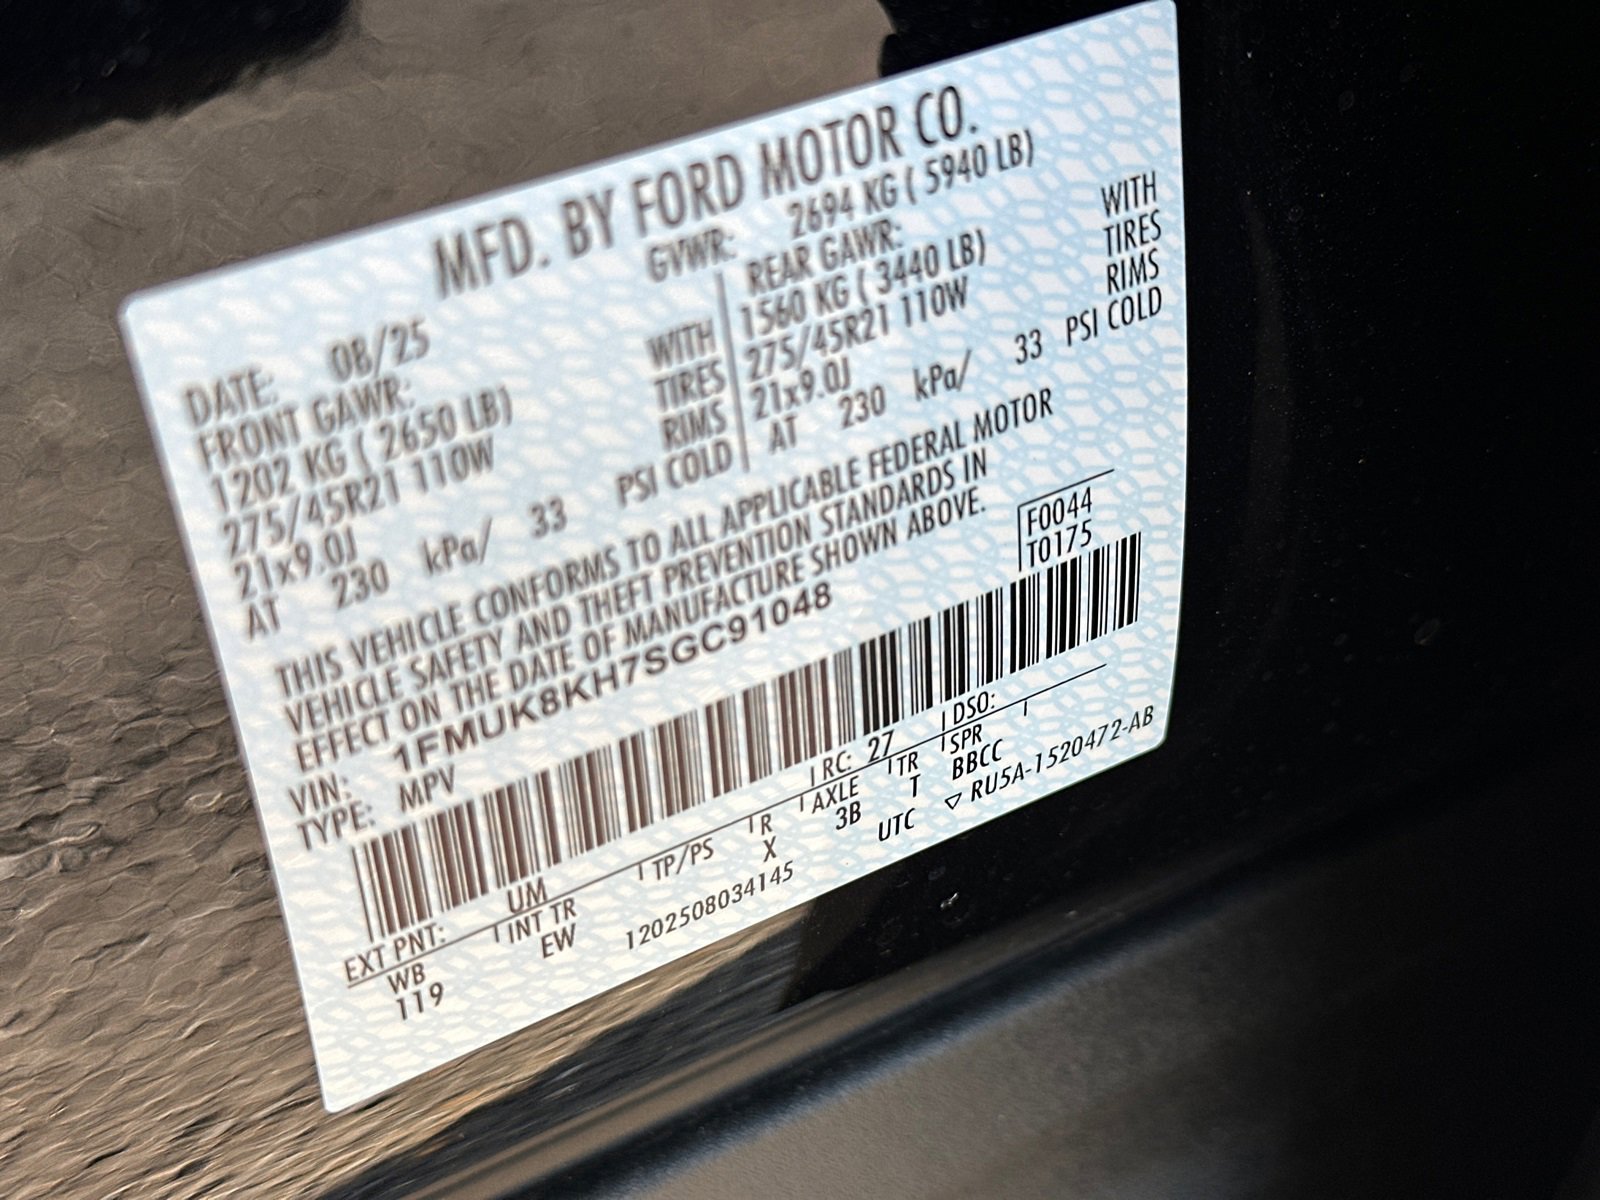 MFD. BY FORD MOTOR CO.
DATE: 08/25
GVWR: 2694 KG ( 5940 LB)
FRONT GAWR:
1202 KG ( 2650 LB)
WITH
275/45R21 110W
TIRES
21x9.0J
RIMS
AT 230 kPa/ 33 PSI COLD
REAR GAWR:
1560 KG ( 3440 LB)
WITH
275/45R21 110W
TIRES
21x9.0J
RIMS
AT 230 kPa/ 33 PSI COLD
THIS VEHICLE CONFORMS TO ALL APPLICABLE FEDERAL MOTOR
VEHICLE SAFETY AND THEFT PREVENTION STANDARDS IN
EFFECT ON THE DATE OF MANUFACTURE SHOWN ABOVE.
VIN: 1FMUK8KH7SGC91048
TYPE: MPV
F0044
T0175
EXT PNT: UM RC: 27 DSO:
WB INT TR TP/PS R AXLE TR SPR
119 EW X 3B T BBCC
1202508034145 UTC ▽ RU5A-1520472-AB